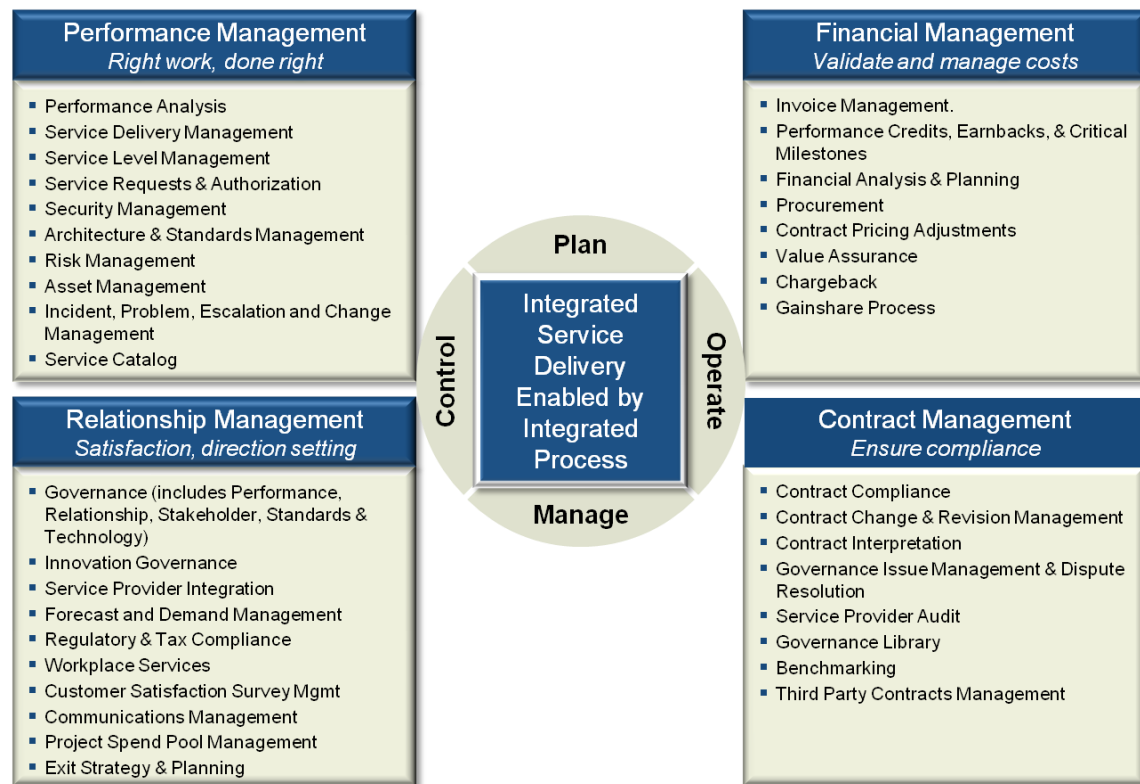 Performance Management
Right work, done right
▪ Performance Analysis
▪ Service Delivery Management
▪ Service Level Management
▪ Service Requests & Authorization
▪ Security Management
▪ Architecture & Standards Management
▪ Risk Management
▪ Asset Management
▪ Incident, Problem, Escalation and Change
Management
▪ Service Catalog
Financial Management
Validate and manage costs
▪ Invoice Management.
▪ Performance Credits, Earnbacks, & Critical
Milestones
▪ Financial Analysis & Planning
▪ Procurement
▪ Contract Pricing Adjustments
▪ Value Assurance
▪ Chargeback
▪ Gainshare Process
Plan
Control
Integrated
Service
Delivery
Enabled by
Integrated
Process
Operate
Manage
Relationship Management
Satisfaction, direction setting
▪ Governance (includes Performance,
Relationship, Stakeholder, Standards &
Technology)
▪ Innovation Governance
▪ Service Provider Integration
▪ Forecast and Demand Management
▪ Regulatory & Tax Compliance
▪ Workplace Services
▪ Customer Satisfaction Survey Mgmt
▪ Communications Management
▪ Project Spend Pool Management
▪ Exit Strategy & Planning
Contract Management
Ensure compliance
▪ Contract Compliance
▪ Contract Change & Revision Management
▪ Contract Interpretation
▪ Governance Issue Management & Dispute
Resolution
▪ Service Provider Audit
▪ Governance Library
▪ Benchmarking
▪ Third Party Contracts Management